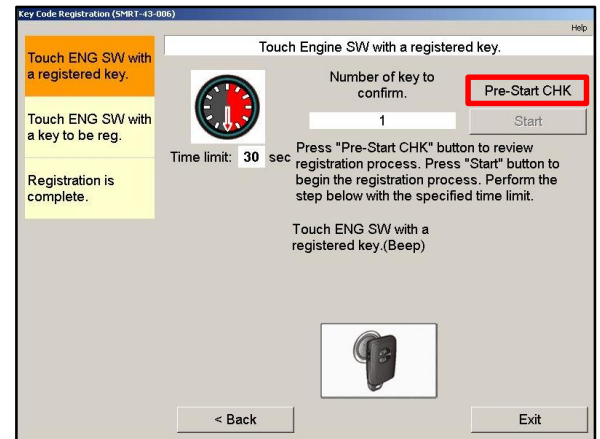 Key Code Registration (SMRT-43-006)
Help
Touch ENG SW with
a registered key.
Touch ENG SW with
a key to be reg.
Registration is
complete.
Touch Engine SW with a registered key.
Number of key to
confirm.
Pre-Start CHK
1
Start
Time limit: 30 sec
Press "Pre-Start CHK" button to review
registration process. Press "Start" button to
begin the registration process. Perform the
step below with the specified time limit.
Touch ENG SW with a
registered key.(Beep)
< Back
Exit